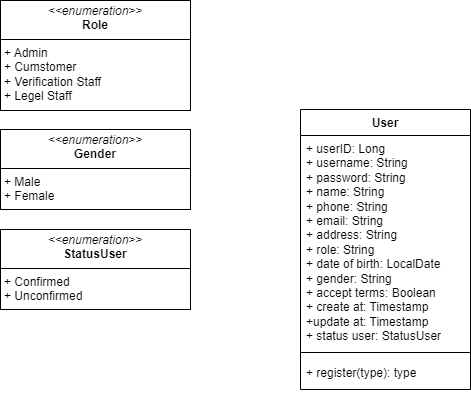 <<enumeration>>
Role
+ Admin
+ Cumstomer
+ Verification Staff
+ Legel Staff
<<enumeration>>
Gender
+ Male
+ Female
<<enumeration>>
StatusUser
+ Confirmed
+ Unconfirmed
User
+ userID: Long
+ username: String
+ password: String
+ name: String
+ phone: String
+ email: String
+ address: String
+ role: String
+ date of birth: LocalDate
+ gender: String
+ accept terms: Boolean
+ create at: Timestamp
+update at: Timestamp
+ status user: StatusUser
+ register(type): type